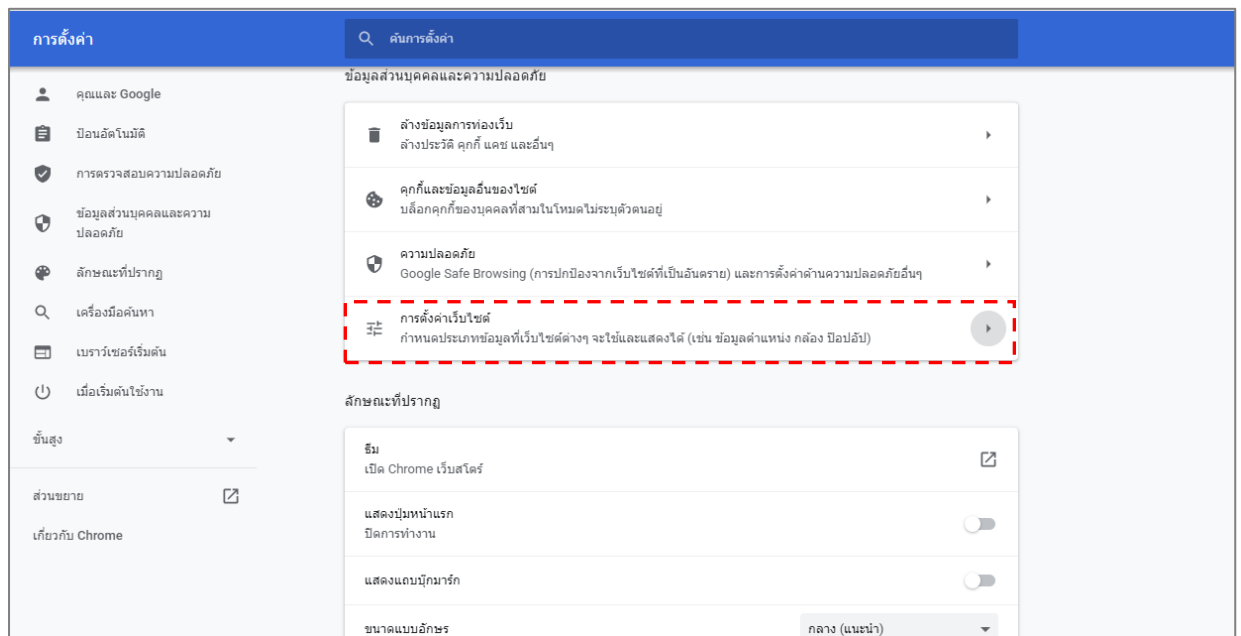 การตั้งค่า
ค้นการตั้งค่า
คุณและ Google
ป้อนอัตโนมัติ
การตรวจสอบความปลอดภัย
ข้อมูลส่วนบุคคลและความ
ปลอดภัย
ลักษณะที่ปรากฏ
เครื่องมือค้นหา
เบราว์เซอร์เริ่มต้น
เมื่อเริ่มต้นใช้งาน
ขั้นสูง
ส่วนขยาย
เกี่ยวกับ Chrome
ข้อมูลส่วนบุคคลและความปลอดภัย
ล้างข้อมูลการท่องเว็บ
ล้างประวัติ คุกกี้ แคช และอื่นๆ
คุกกี้และข้อมูลอื่นของไซต์
บล็อกคุกกี้ของบุคคลที่สามในโหมดไม่ระบุตัวตนอยู่
ความปลอดภัย
Google Safe Browsing (การปกป้องจากเว็บไซต์ที่เป็นอันตราย) และการตั้งค่าด้านความปลอดภัยอื่นๆ
การตั้งค่าเว็บไซต์
กำหนดประเภทข้อมูลที่เว็บไซต์ต่างๆ จะใช้และแสดงได้ (เช่น ข้อมูลตำแหน่ง กล้อง ป๊อปอัป)
ลักษณะที่ปรากฏ
ธีม
เปิด Chrome เว็บสโตร์
แสดงปุ่มหน้าแรก
ปิดการทำงาน
แสดงแถบบุ๊กมาร์ก
ขนาดแบบอักษร
กลาง (แนะนำ)